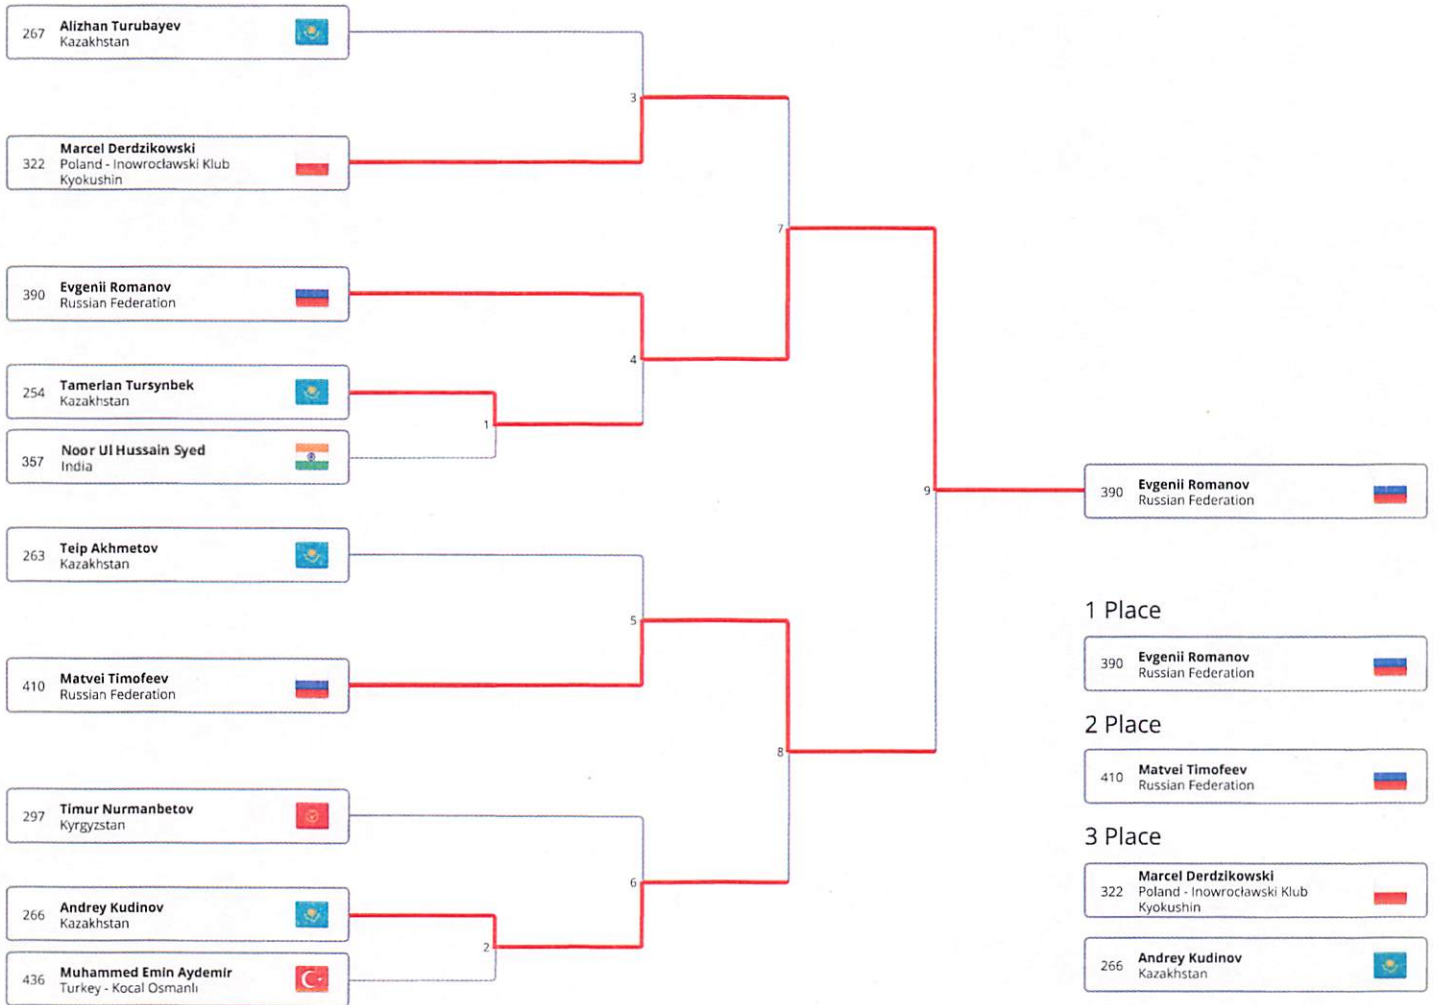 267 Alizhan Turubayev
Kazakhstan
3
322 Marcel Derdzikowski
Poland - Inowrocławski Klub
Kyokushin
7
390 Evgenii Romanov
Russian Federation
4
254 Tamerlan Tursynbek
Kazakhstan
1
357 Noor Ul Hussain Syed
India
9
390 Evgenii Romanov
Russian Federation
263 Teip Akhmetov
Kazakhstan
5
410 Matvei Timofeev
Russian Federation
8
297 Timur Nurmanbetov
Kyrgyzstan
6
266 Andrey Kudinov
Kazakhstan
2
436 Muhammed Emin Aydemir
Turkey - Kocal Osmanlı
1 Place
390 Evgenii Romanov
Russian Federation
2 Place
410 Matvei Timofeev
Russian Federation
3 Place
322 Marcel Derdzikowski
Poland - Inowrocławski Klub
Kyokushin
266 Andrey Kudinov
Kazakhstan